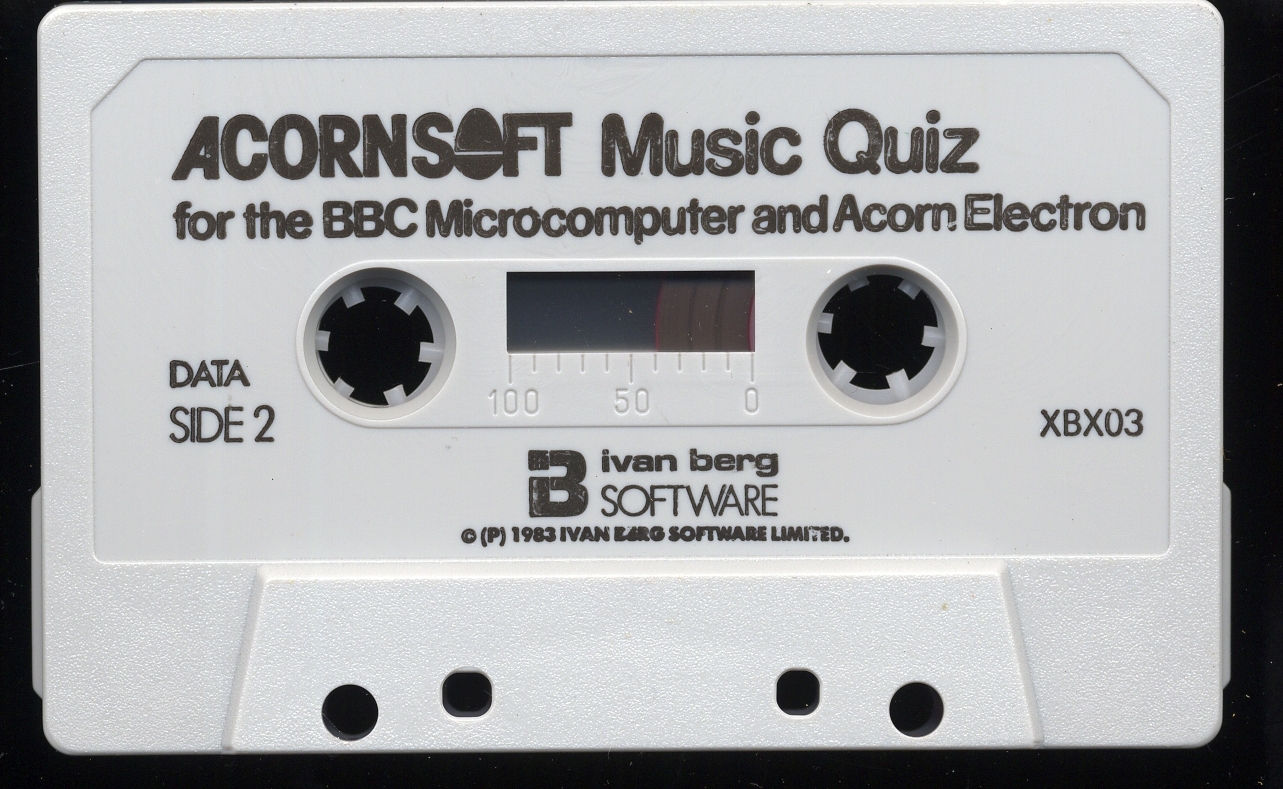 ACORNSOFT Music Quiz
for the BBC Microcomputer and Acorn Electron
DATA
SIDE 2
100 50 0
XBX03
B ivan berg
SOFTWARE
© (P) 1983 IVAN BERG SOFTWARE LIMITED.